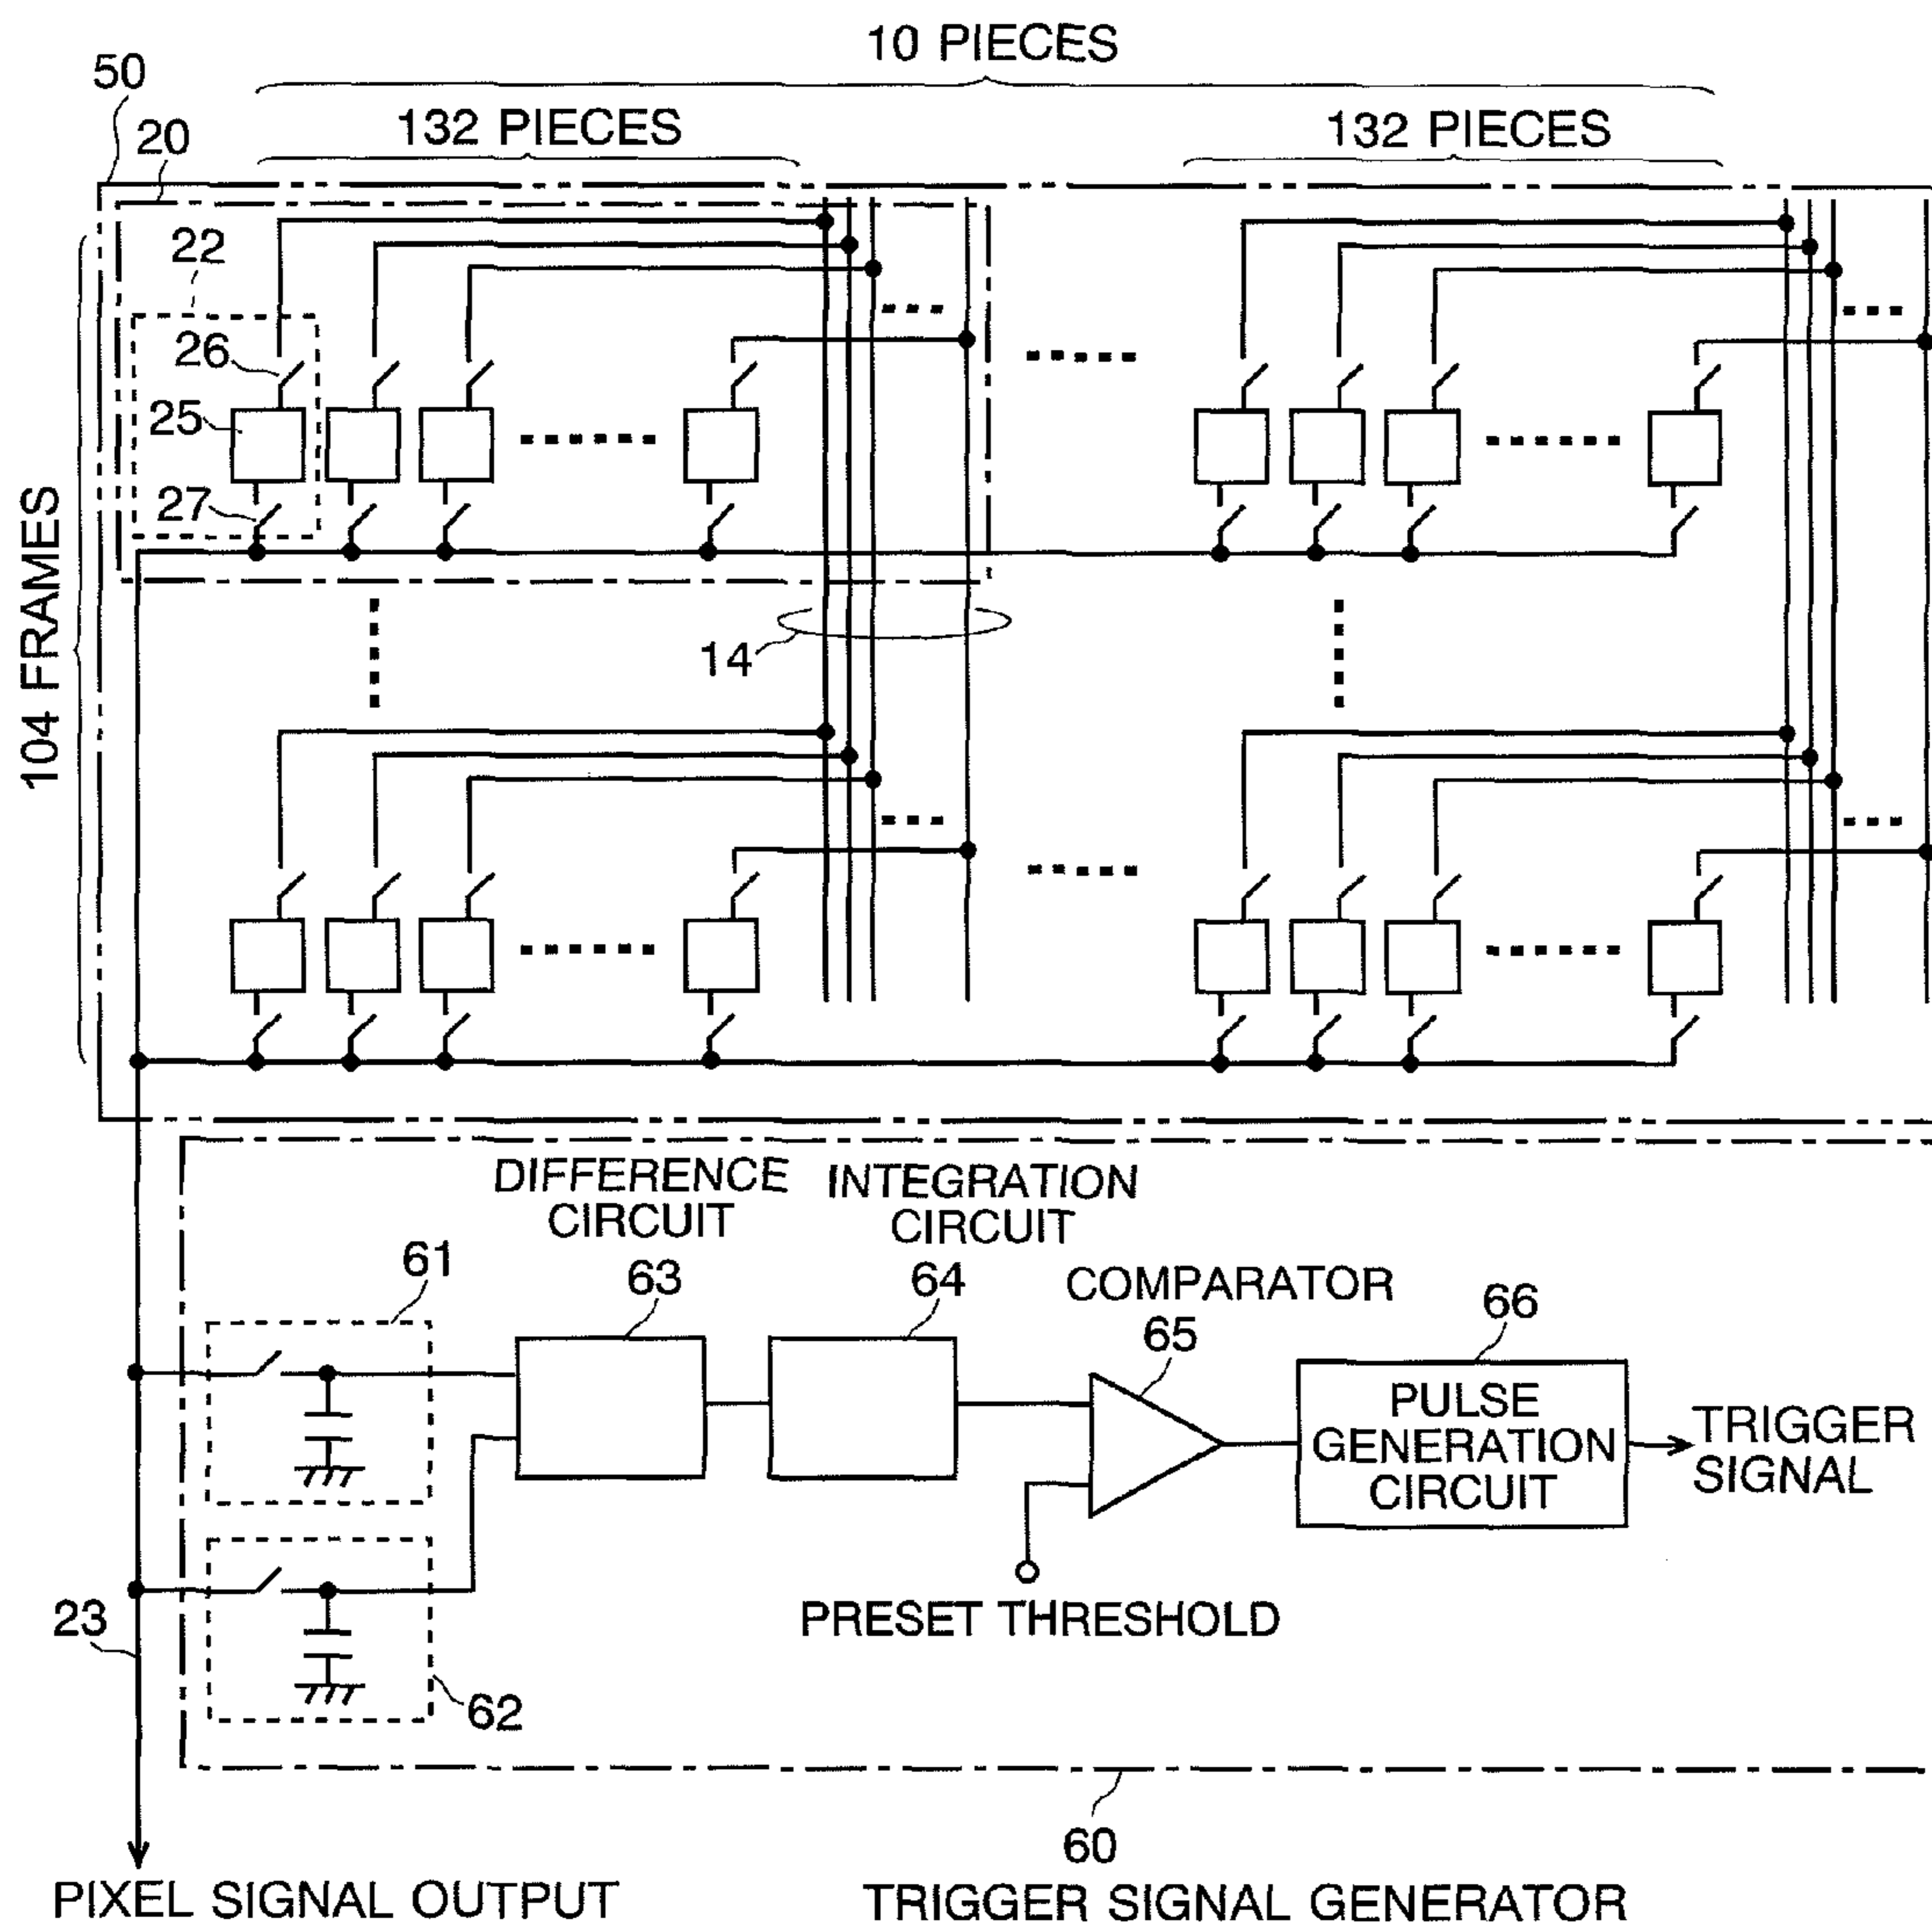 10 PIECES
50
132 PIECES
132 PIECES
20
22
26
25
27
104 FRAMES
14
DIFFERENCE
CIRCUIT
INTEGRATION
CIRCUIT
61
63
64
COMPARATOR
65
66
PULSE
GENERATION
CIRCUIT
TRIGGER
SIGNAL
PRESET THRESHOLD
23
62
60
PIXEL SIGNAL OUTPUT
TRIGGER SIGNAL GENERATOR